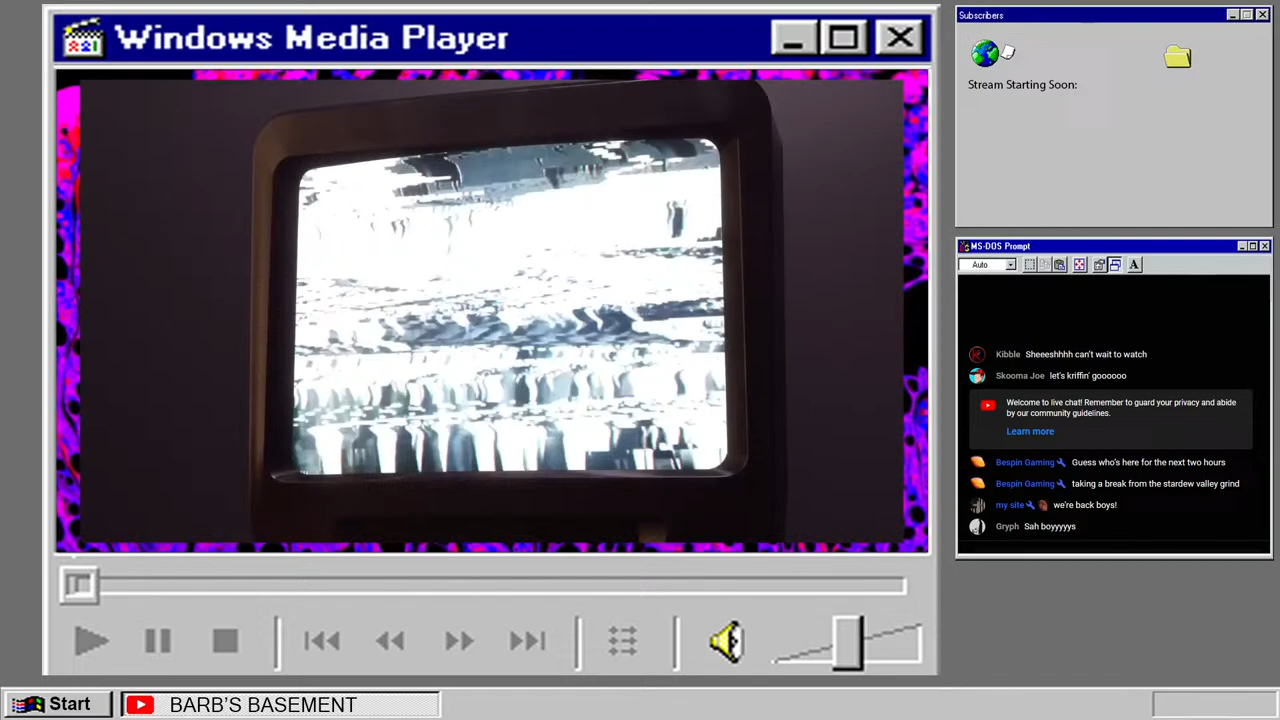 Windows Media Player
Subscribers
Stream Starting Soon:
MS-DOS Prompt
Auto
A
Kibble Sheeeshhhh can't wait to watch
Skooma Joe let's kriffin' goooooo
Welcome to live chat! Remember to guard your privacy and abide
by our community guidelines.
Learn more
Bespin Gaming Guess who's here for the next two hours
Bespin Gaming taking a break from the stardew valley grind
my site we're back boys!
Gryph Sah boyyyyys
Start
BARB'S BASEMENT